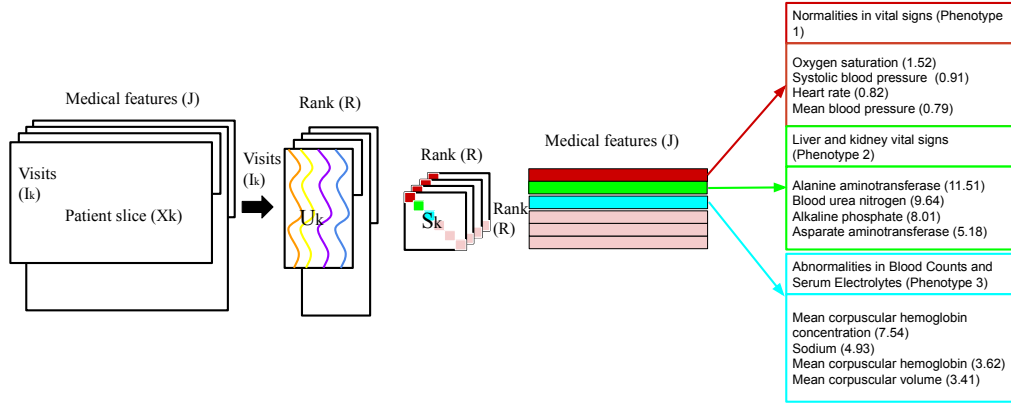 Medical features (J)
Visits
(Ik)
Patient slice (Xk)
Rank (R)
Visits
(Ik)
Uk
Rank (R)
Sk
Rank
(R)
Medical features (J)
Normalities in vital signs (Phenotype
1)
Oxygen saturation (1.52)
Systolic blood pressure (0.91)
Heart rate (0.82)
Mean blood pressure (0.79)
Liver and kidney vital signs
(Phenotype 2)
Alanine aminotransferase (11.51)
Blood urea nitrogen (9.64)
Alkaline phosphate (8.01)
Asparate aminotransferase (5.18)
Abnormalities in Blood Counts and
Serum Electrolytes (Phenotype 3)
Mean corpuscular hemoglobin
concentration (7.54)
Sodium (4.93)
Mean corpuscular hemoglobin (3.62)
Mean corpuscular volume (3.41)